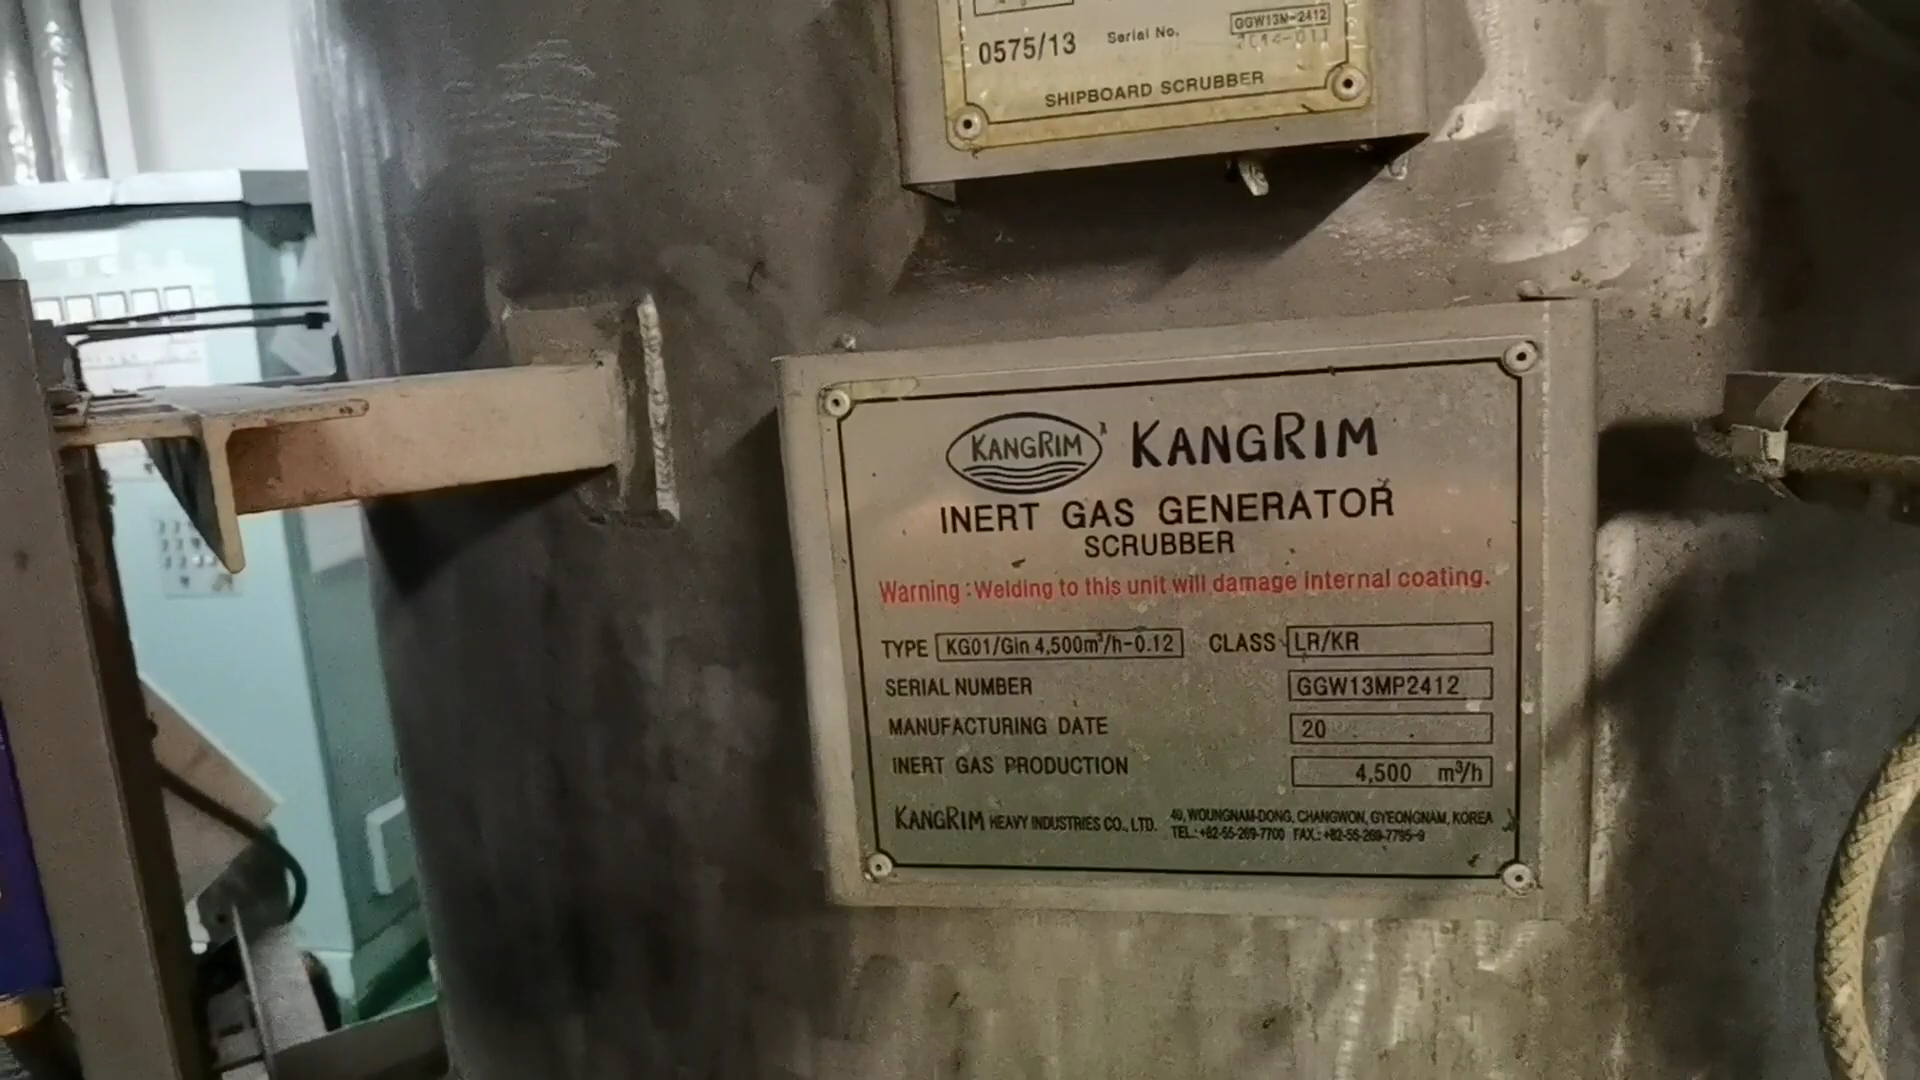 GGW13M-2412
0575/13 Serial No.
SHIPBOARD SCRUBBER
KANGRIM KANGRIM
INERT GAS GENERATOR
SCRUBBER
Warning : Welding to this unit will damage Internal coating.
TYPE KG01/Gin 4,500m³/h-0.12 CLASS LR/KR
SERIAL NUMBER GGW13MP2412
MANUFACTURING DATE 20 . .
INERT GAS PRODUCTION 4,500 m³/h
KANGRIM HEAVY INDUSTRIES CO., LTD. 40, WOUNGNAM-DONG, CHANGWON, GYEONGNAM, KOREA
TEL.: +82-55-269-7700 FAX.: +82-55-269-7795~9